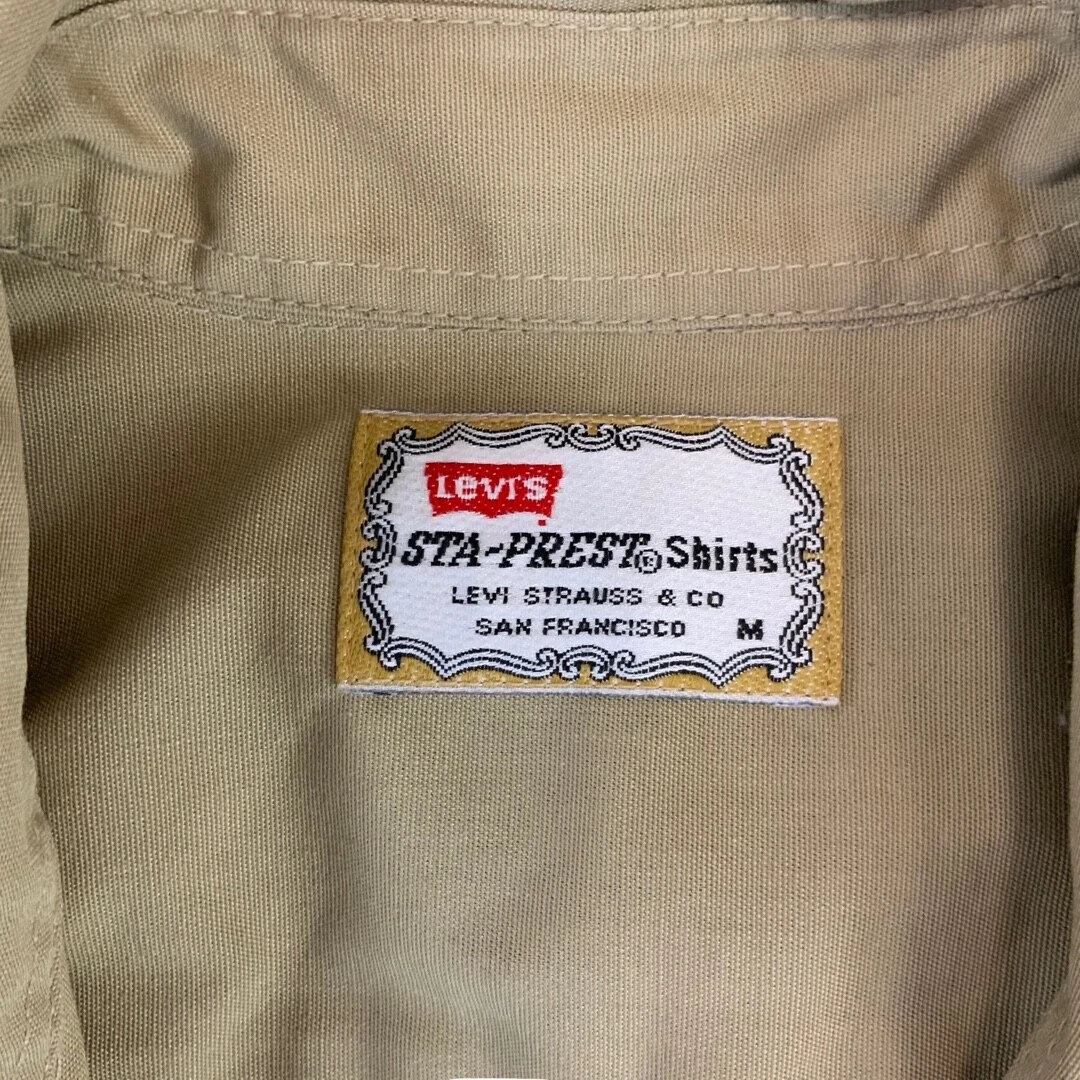 Levi's
STA-PREST® Shirts
LEVI STRAUSS & CO
SAN FRANCISCO M